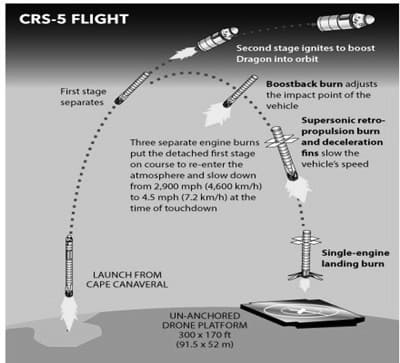 CRS-5 FLIGHT
Second stage ignites to boost
Dragon into orbit
First stage
separates
Boostback burn adjusts
the impact point of the
vehicle
Supersonic retro-
propulsion burn
and deceleration
fins slow the
vehicle's speed
Three separate engine burns
put the detached first stage
on course to re-enter the
atmosphere and slow down
from 2,900 mph (4,600 km/h)
to 4.5 mph (7.2 km/h) at the
time of touchdown
Single-engine
landing burn
LAUNCH FROM
CAPE CANAVERAL
UN-ANCHORED
DRONE PLATFORM
300 x 170 ft
(91.5 x 52 m)